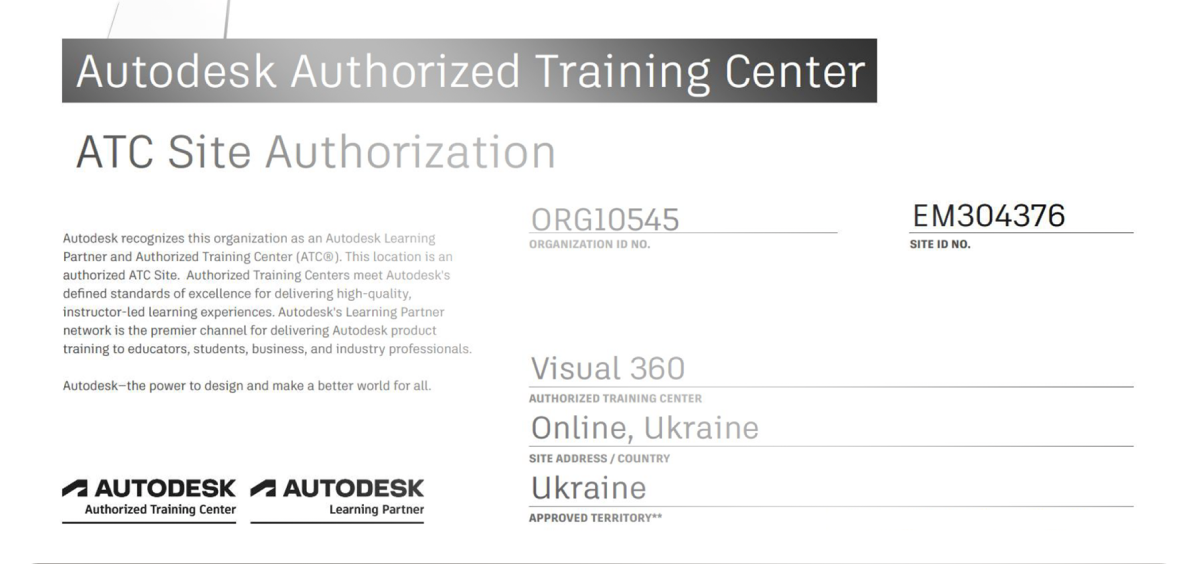 Autodesk Authorized Training Center
ATC Site Authorization
Autodesk recognizes this organization as an Autodesk Learning
Partner and Authorized Training Center (ATC®). This location is an
authorized ATC Site.  Authorized Training Centers meet Autodesk's
defined standards of excellence for delivering high-quality,
instructor-led learning experiences. Autodesk's Learning Partner
network is the premier channel for delivering Autodesk product
training to educators, students, business, and industry professionals.
Autodesk—the power to design and make a better world for all.
ORG10545
ORGANIZATION ID NO.
EM304376
SITE ID NO.
Visual 360
AUTHORIZED TRAINING CENTER
Online, Ukraine
SITE ADDRESS / COUNTRY
Ukraine
APPROVED TERRITORY**
AUTODESK
Authorized Training Center
AUTODESK
Learning Partner